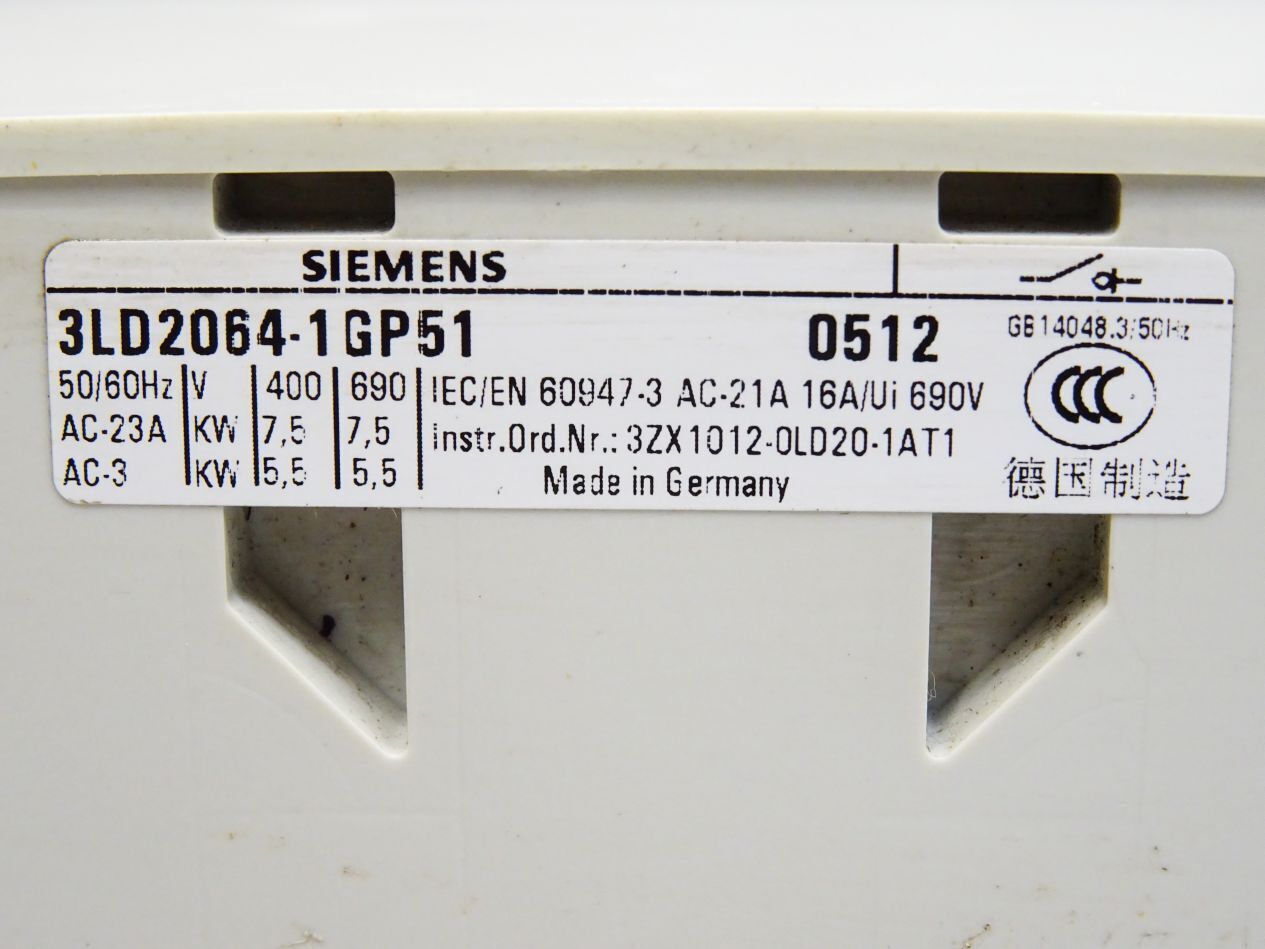 SIEMENS
3LD2064-1GP51 0512
GB14048.3/50Hz
50/60Hz V 400 690 IEC/EN 60947-3 AC-21A 16A/Ui 690V
AC-23A KW 7,5 7,5 Instr.Ord.Nr.: 3ZX1012-0LD20-1AT1
AC-3 KW 5,5 5,5 Made in Germany
CCC
德国制造